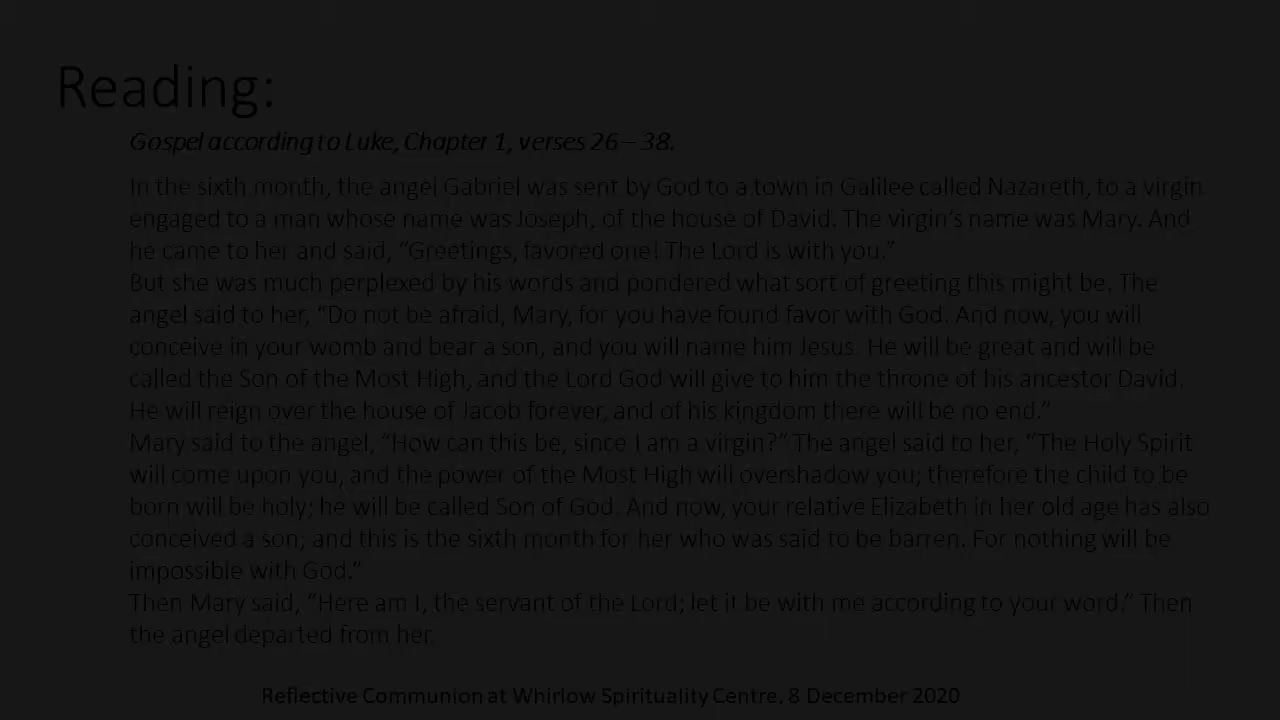 Reading:
Gospel according to Luke, Chapter 1, verses 26 – 38.
In the sixth month, the angel Gabriel was sent by God to a town in Galilee called Nazareth, to a virgin
engaged to a man whose name was Joseph, of the house of David. The virgin’s name was Mary. And
he came to her and said, “Greetings, favored one! The Lord is with you.”
But she was much perplexed by his words and pondered what sort of greeting this might be. The
angel said to her, “Do not be afraid, Mary, for you have found favor with God. And now, you will
conceive in your womb and bear a son, and you will name him Jesus. He will be great and will be
called the Son of the Most High, and the Lord God will give to him the throne of his ancestor David.
He will reign over the house of Jacob forever, and of his kingdom there will be no end.”
Mary said to the angel, “How can this be, since I am a virgin?” The angel said to her, “The Holy Spirit
will come upon you, and the power of the Most High will overshadow you; therefore the child to be
born will be holy; he will be called Son of God. And now, your relative Elizabeth in her old age has also
conceived a son; and this is the sixth month for her who was said to be barren. For nothing will be
impossible with God.”
Then Mary said, “Here am I, the servant of the Lord; let it be with me according to your word.” Then
the angel departed from her.
Reflective Communion at Whirlow Spirituality Centre, 8 December 2020